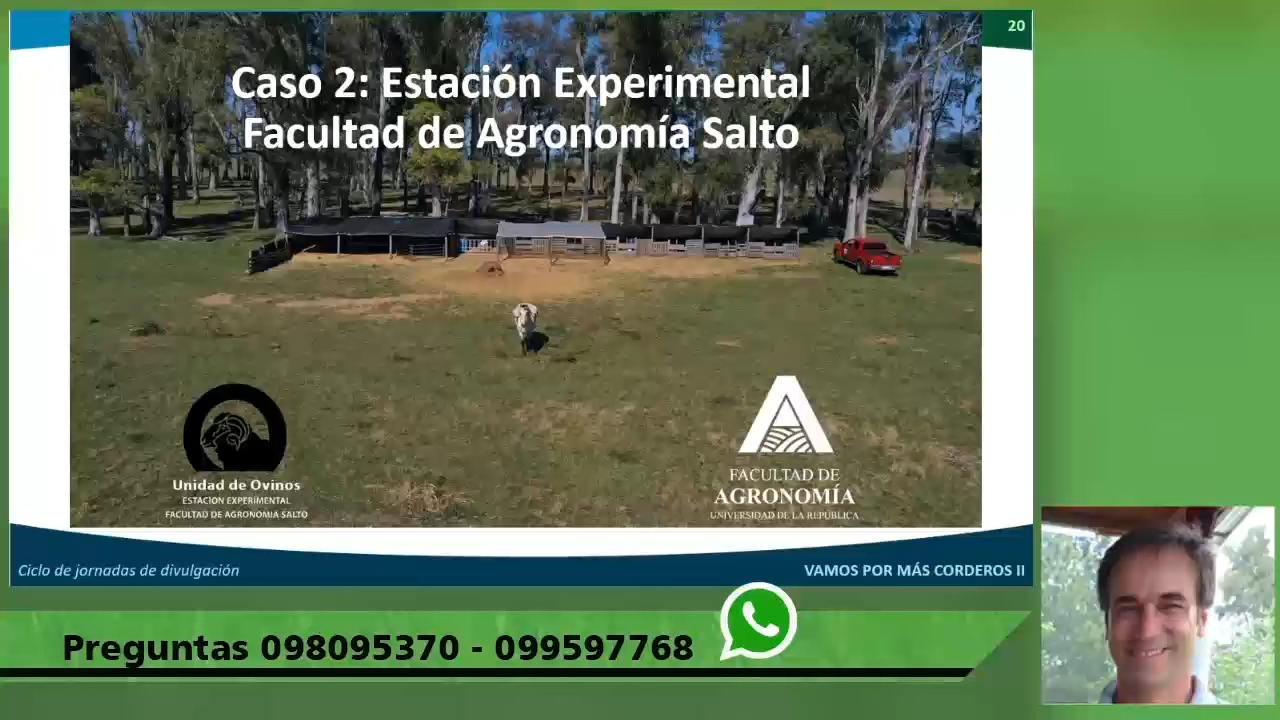 20
Caso 2: Estación Experimental
Facultad de Agronomía Salto
Unidad de Ovinos
ESTACION EXPERIMENTAL
FACULTAD DE AGRONOMIA SALTO
FACULTAD DE
AGRONOMÍA
UNIVERSIDAD DE LA REPÚBLICA
Ciclo de jornadas de divulgación
VAMOS POR MÁS CORDEROS II
Preguntas 098095370 - 099597768